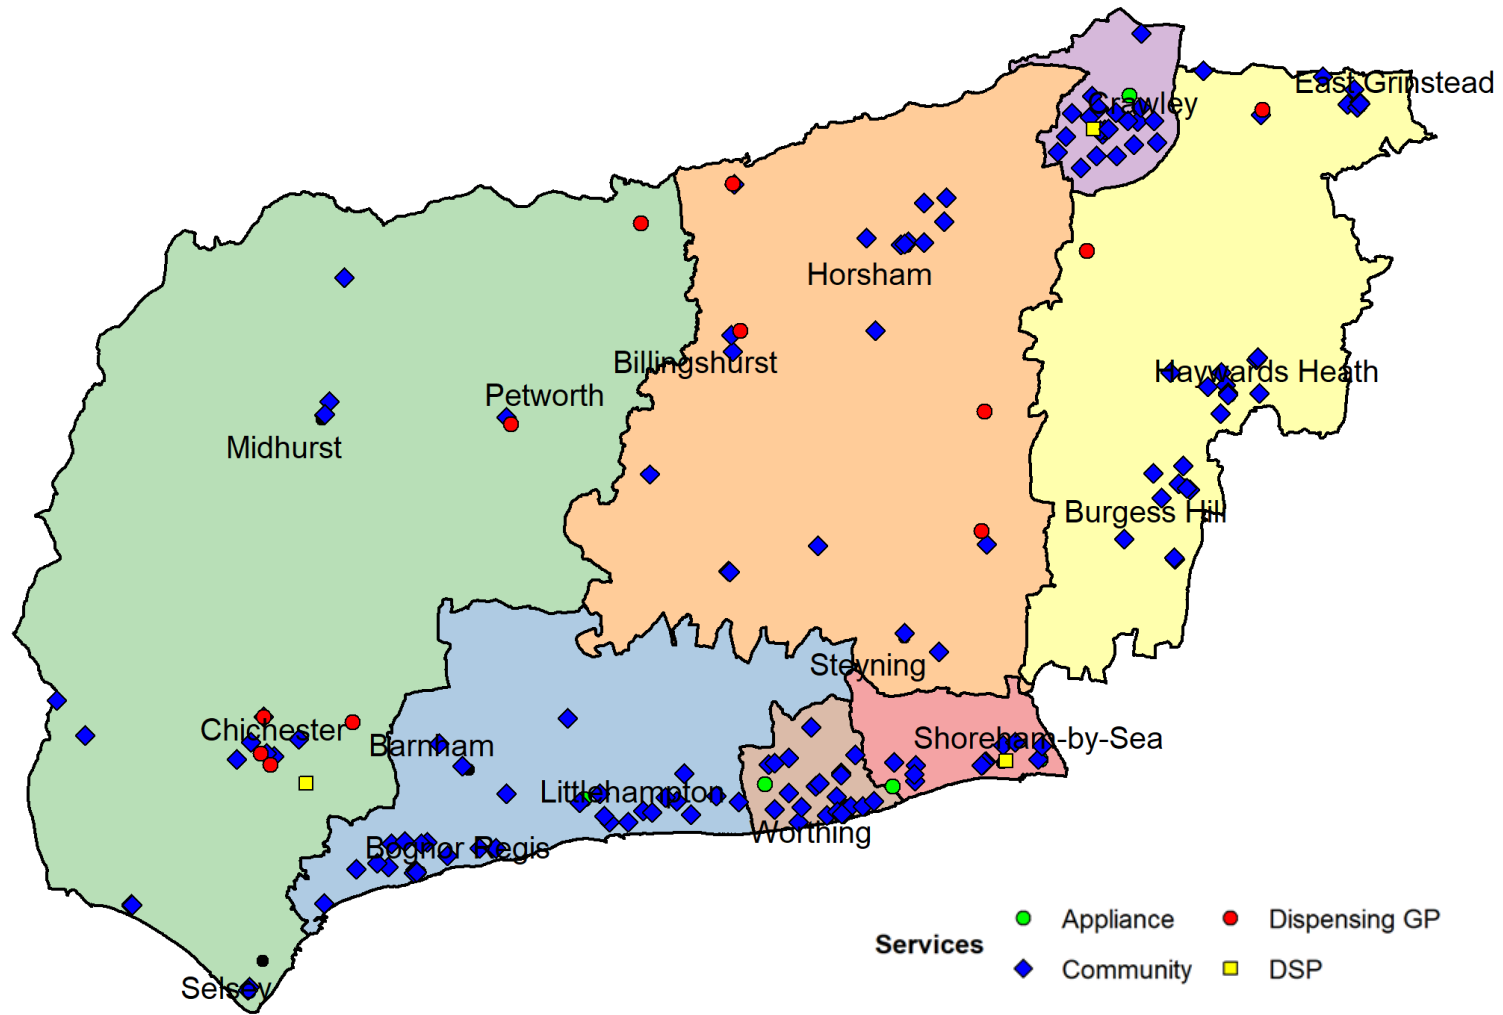 East Grinstead
Crawley
Horsham
Billingshurst
Haywards Heath
Petworth
Midhurst
Burgess Hill
Steyning
Chichester
Barnham
Shoreham-by-Sea
Littlehampton
Worthing
Bognor Regis
Selsey
Services
Appliance
Dispensing GP
Community
DSP